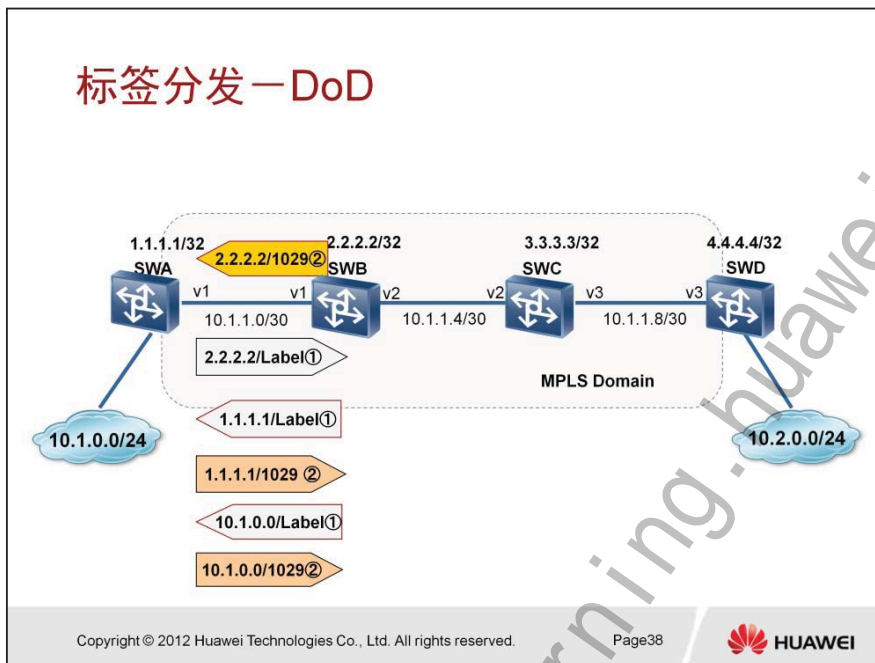 标签分发－DoD
1.1.1.1/32
2.2.2.2/32
3.3.3.3/32
4.4.4.4/32
2.2.2.2/1029②
SWA
SWB
SWC
SWD
v1
v1
v2
v2
v3
v3
10.1.1.0/30
10.1.1.4/30
10.1.1.8/30
2.2.2.2/Label①
MPLS Domain
1.1.1.1/Label①
10.1.0.0/24
10.2.0.0/24
1.1.1.1/1029 ②
10.1.0.0/Label①
10.1.0.0/1029②
rning.huawei.
Copyright © 2012 Huawei Technologies Co., Ltd. All rights reserved.
Page38
HUAWEI